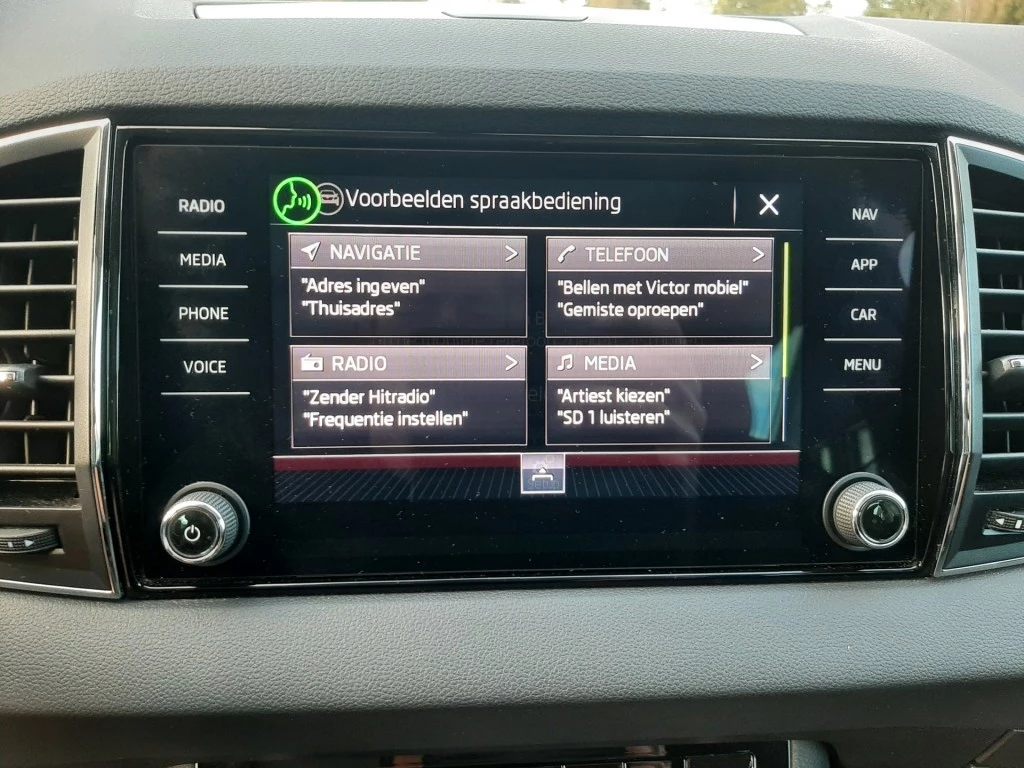 RADIO
MEDIA
PHONE
VOICE
Voorbeelden spraakbediening
NAVIGATIE
"Adres ingeven"
"Thuisadres"
TELEFOON
"Bellen met Victor mobiel"
"Gemiste oproepen"
RADIO
"Zender Hitradio"
"Frequentie instellen"
MEDIA
"Artiest kiezen"
"SD 1 luisteren"
NAV
APP
CAR
MENU